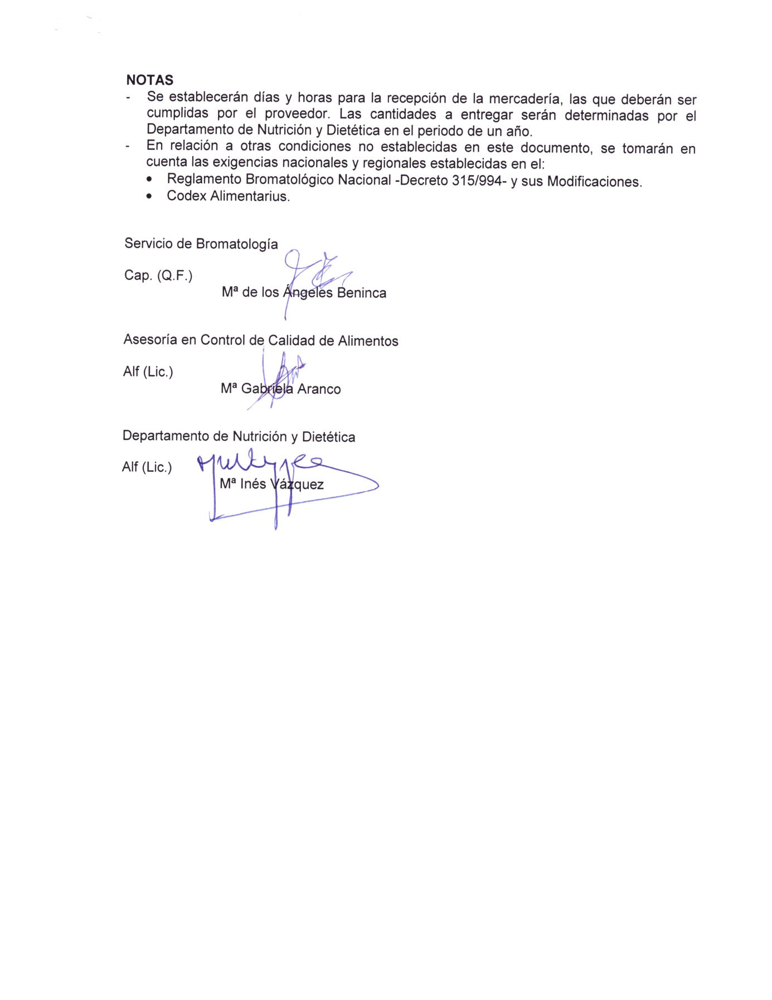 NOTAS
- Se establecerán días y horas para la recepción de la mercadería, las que deberán ser
cumplidas por el proveedor. Las cantidades a entregar serán determinadas por el
Departamento de Nutrición y Dietética en el periodo de un año.
- En relación a otras condiciones no establecidas en este documento, se tomarán en
cuenta las exigencias nacionales y regionales establecidas en el:
• Reglamento Bromatológico Nacional -Decreto 315/994- y sus Modificaciones.
• Codex Alimentarius.
Servicio de Bromatología
Cap. (Q.F.)
Mª de los Ángeles Beninca
Asesoría en Control de Calidad de Alimentos
Alf (Lic.)
Mª Gabriela Aranco
Departamento de Nutrición y Dietética
Alf (Lic.)
Mª Inés Vázquez